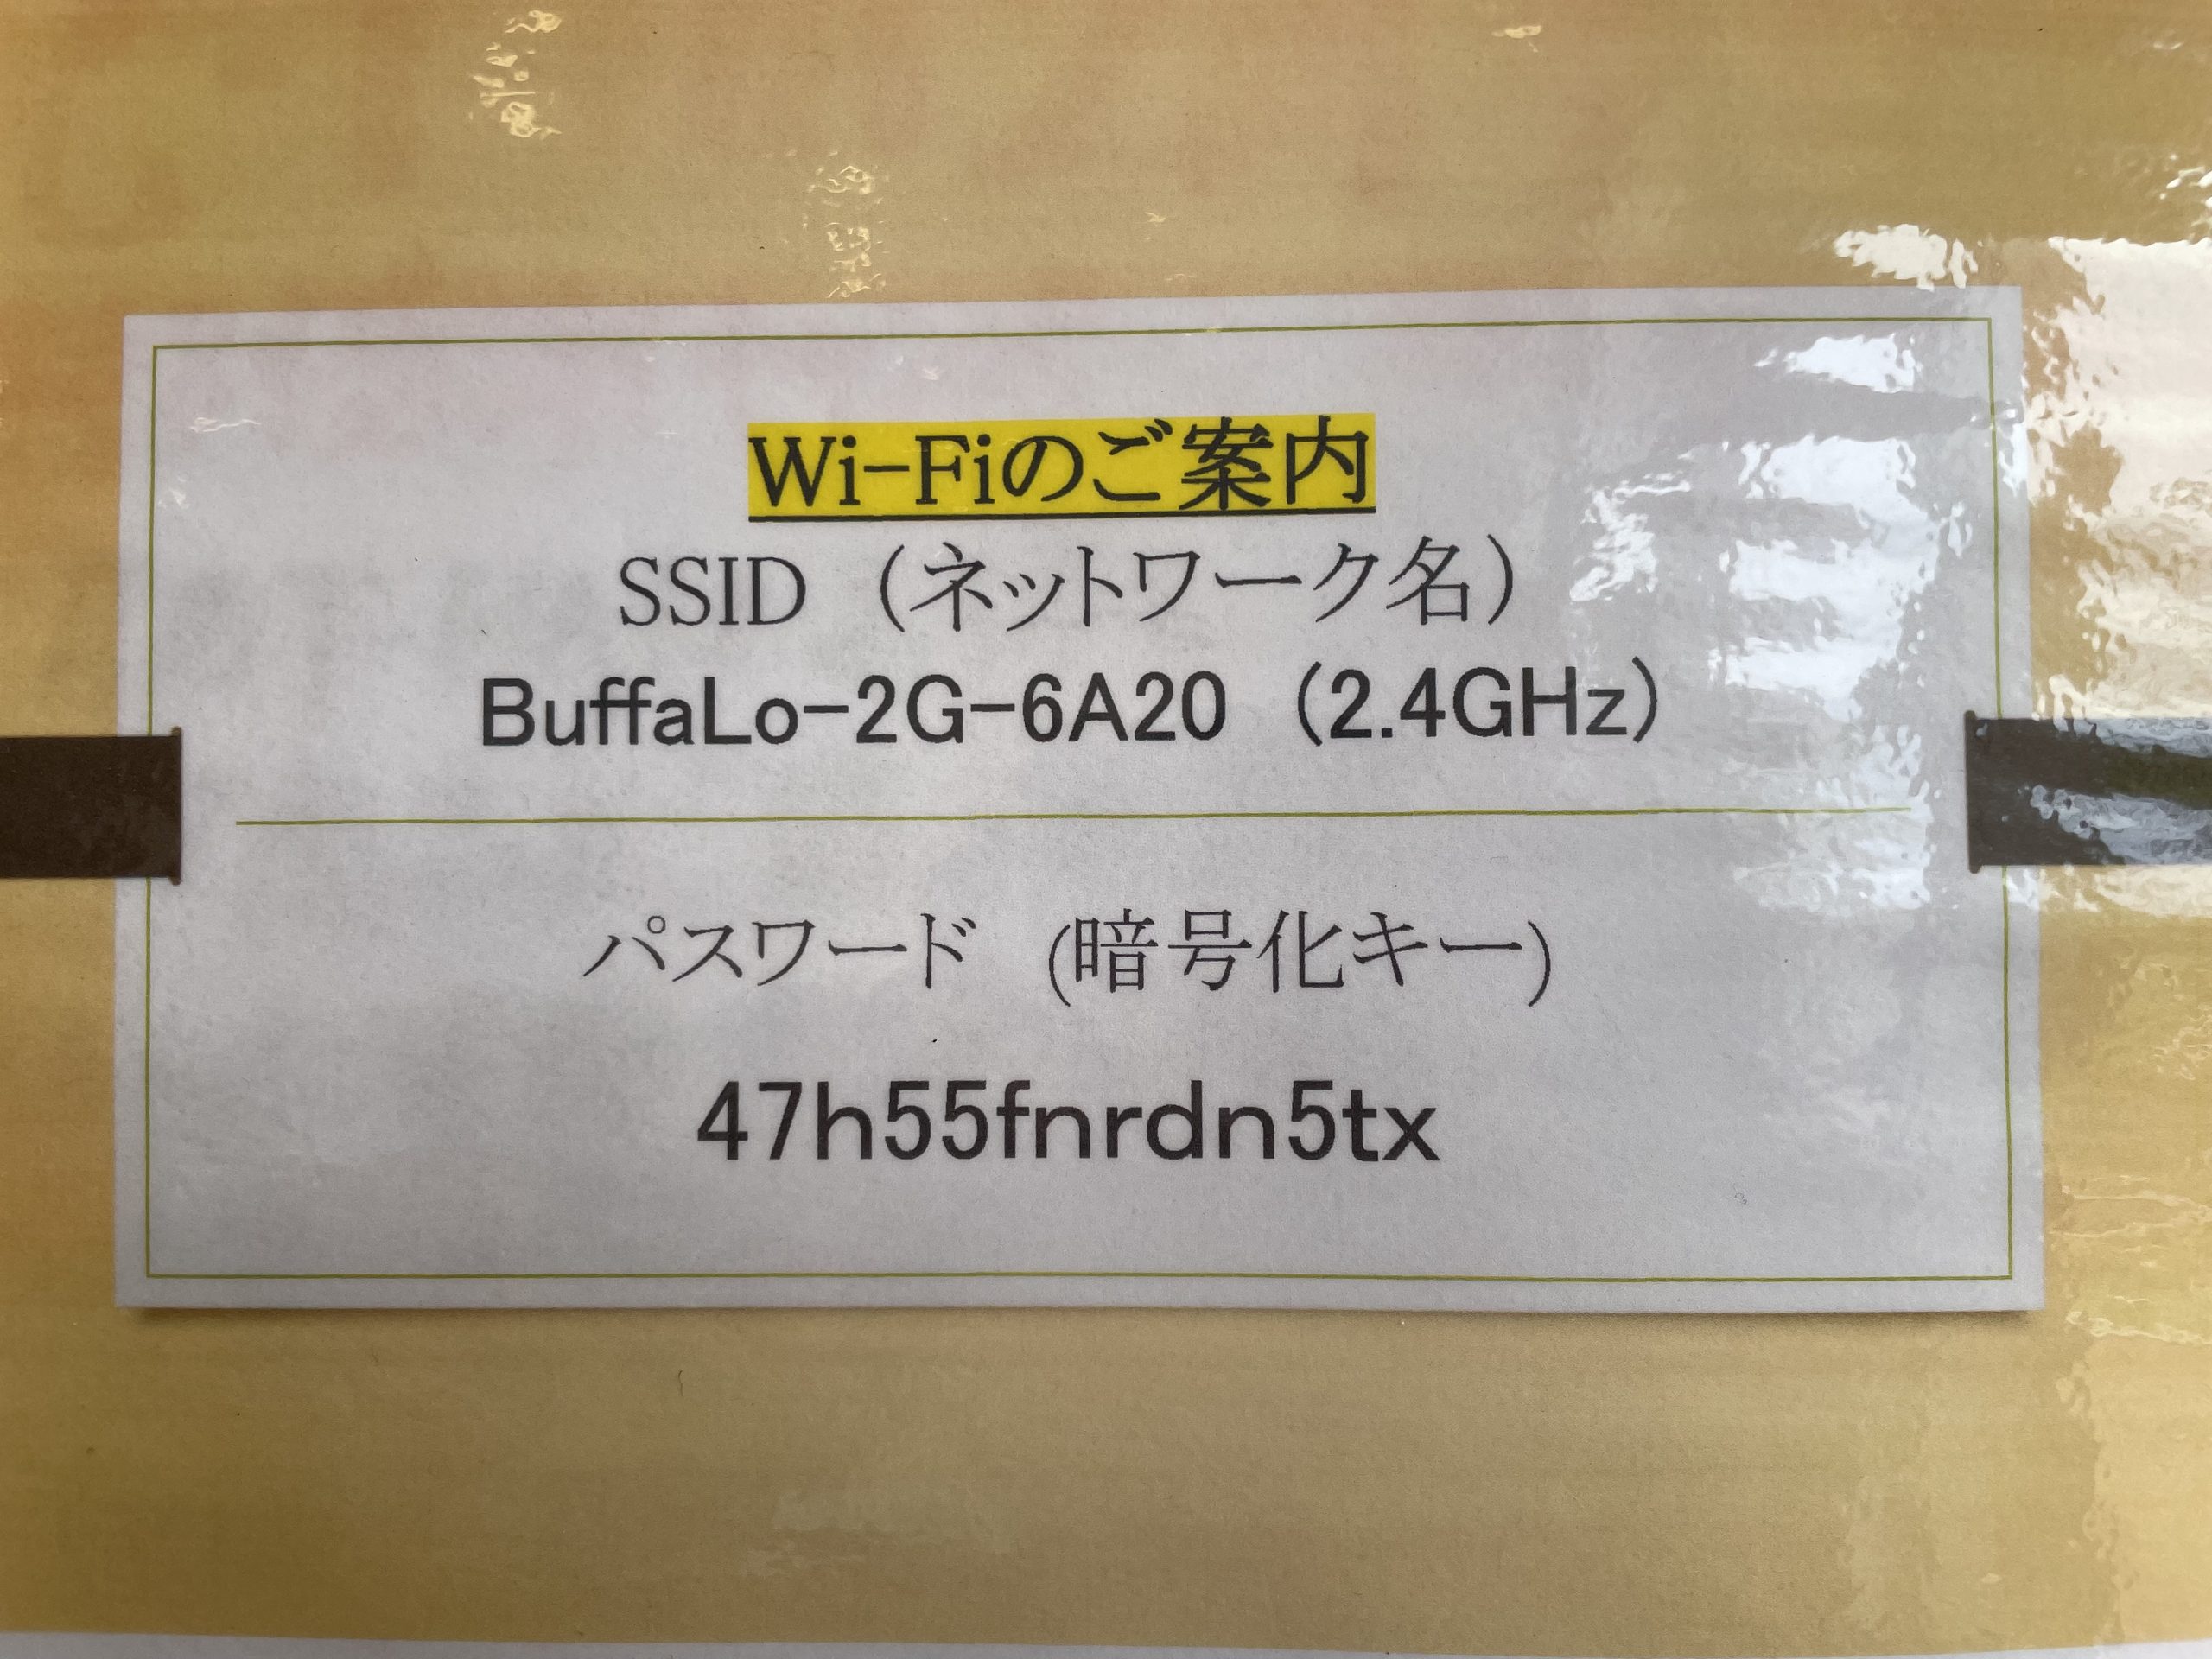 Wi-Fiのご案内
SSID （ネットワーク名）
BuffaLo-2G-6A20 （2.4GHz）
パスワード (暗号化キー)
47h55fnrdn5tx